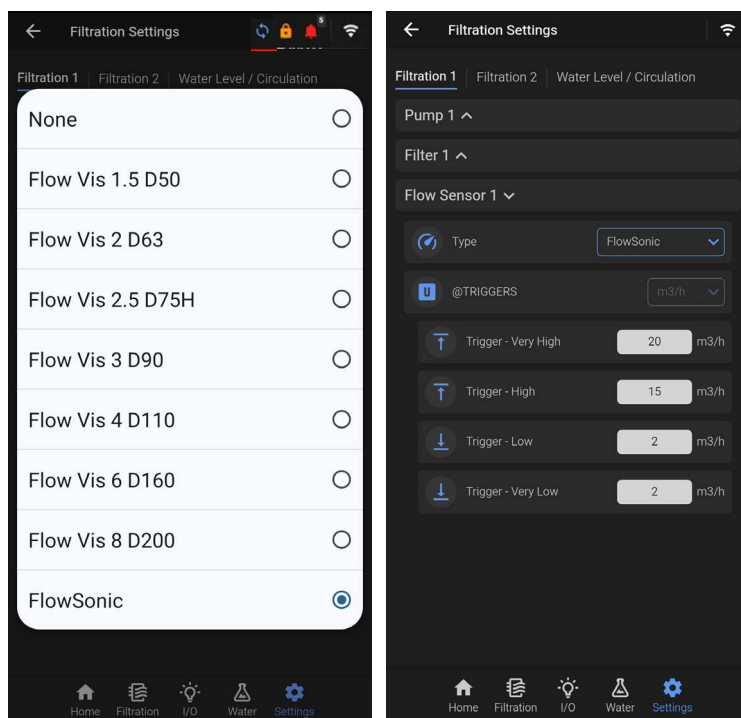 Filtration Settings
5
Filtration 1 Filtration 2 Water Level / Circulation
None
Flow Vis 1.5 D50
Flow Vis 2 D63
Flow Vis 2.5 D75H
Flow Vis 3 D90
Flow Vis 4 D110
Flow Vis 6 D160
Flow Vis 8 D200
FlowSonic
Home Filtration I/O Water Settings
Filtration Settings
Filtration 1 Filtration 2 Water Level / Circulation
Pump 1
Filter 1
Flow Sensor 1
Type FlowSonic
U @TRIGGERS m3/h
Trigger - Very High 20 m3/h
Trigger - High 15 m3/h
Trigger - Low 2 m3/h
Trigger - Very Low 2 m3/h
Home Filtration I/O Water Settings